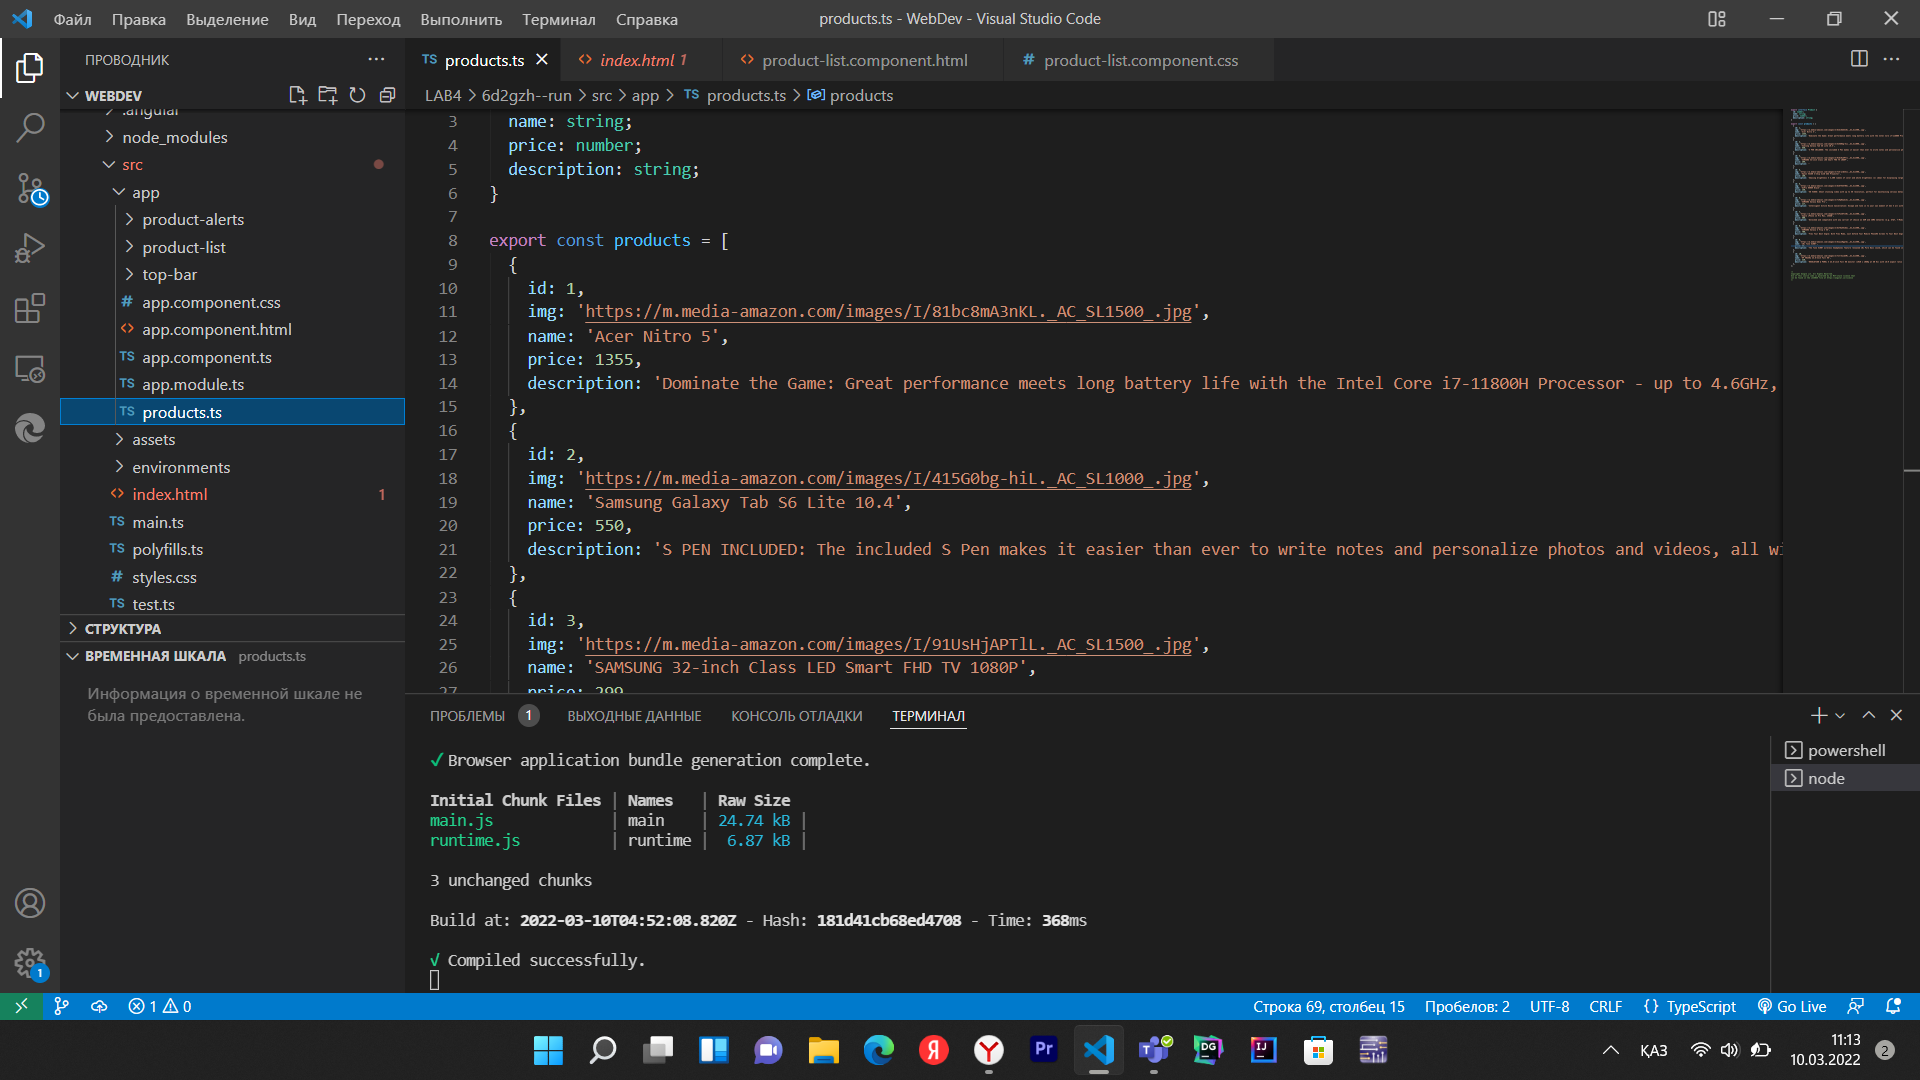 Файл Правка Выделение Вид Переход Выполнить Терминал Справка
products.ts - WebDev - Visual Studio Code
ПРОВОДНИК
WEBDEV
.angular
node_modules
src
app
product-alerts
product-list
top-bar
# app.component.css
<> app.component.html
TS app.component.ts
TS app.module.ts
TS products.ts
assets
environments
<> index.html 1
TS main.ts
TS polyfills.ts
# styles.css
TS test.ts
СТРУКТУРА
ВРЕМЕННАЯ ШКАЛА products.ts
Информация о временной шкале не
была предоставлена.
1
TS products.ts
<> index.html 1
<> product-list.component.html
# product-list.component.css
LAB4 > 6d2gzh--run > src > app > TS products.ts > products
3 name: string;
4 price: number;
5 description: string;
6 }
7
8 export const products = [
9 {
10 id: 1,
11 img: 'https://m.media-amazon.com/images/I/81bc8mA3nKL._AC_SL1500_.jpg',
12 name: 'Acer Nitro 5',
13 price: 1355,
14 description: 'Dominate the Game: Great performance meets long battery life with the Intel Core i7-11800H Processor - up to 4.6GHz,
15 },
16 {
17 id: 2,
18 img: 'https://m.media-amazon.com/images/I/415G0bg-hiL._AC_SL1000_.jpg',
19 name: 'Samsung Galaxy Tab S6 Lite 10.4',
20 price: 550,
21 description: 'S PEN INCLUDED: The included S Pen makes it easier than ever to write notes and personalize photos and videos, all wi
22 },
23 {
24 id: 3,
25 img: 'https://m.media-amazon.com/images/I/91UsHjAPTlL._AC_SL1500_.jpg',
26 name: 'SAMSUNG 32-inch Class LED Smart FHD TV 1080P',
27 price: 299
ПРОБЛЕМЫ 1 ВЫХОДНЫЕ ДАННЫЕ КОНСОЛЬ ОТЛАДКИ ТЕРМИНАЛ
✓ Browser application bundle generation complete.
Initial Chunk Files | Names | Raw Size
main.js | main | 24.74 kB |
runtime.js | runtime | 6.87 kB |
3 unchanged chunks
Build at: 2022-03-10T04:52:08.820Z - Hash: 181d41cb68ed4708 - Time: 368ms
√ Compiled successfully.
powershell
node
1 0
Строка 69, столбец 15 Пробелов: 2 UTF-8 CRLF {} TypeScript Go Live
Я Y Pr T DG IJ
ҚАЗ
11:13
10.03.2022
2